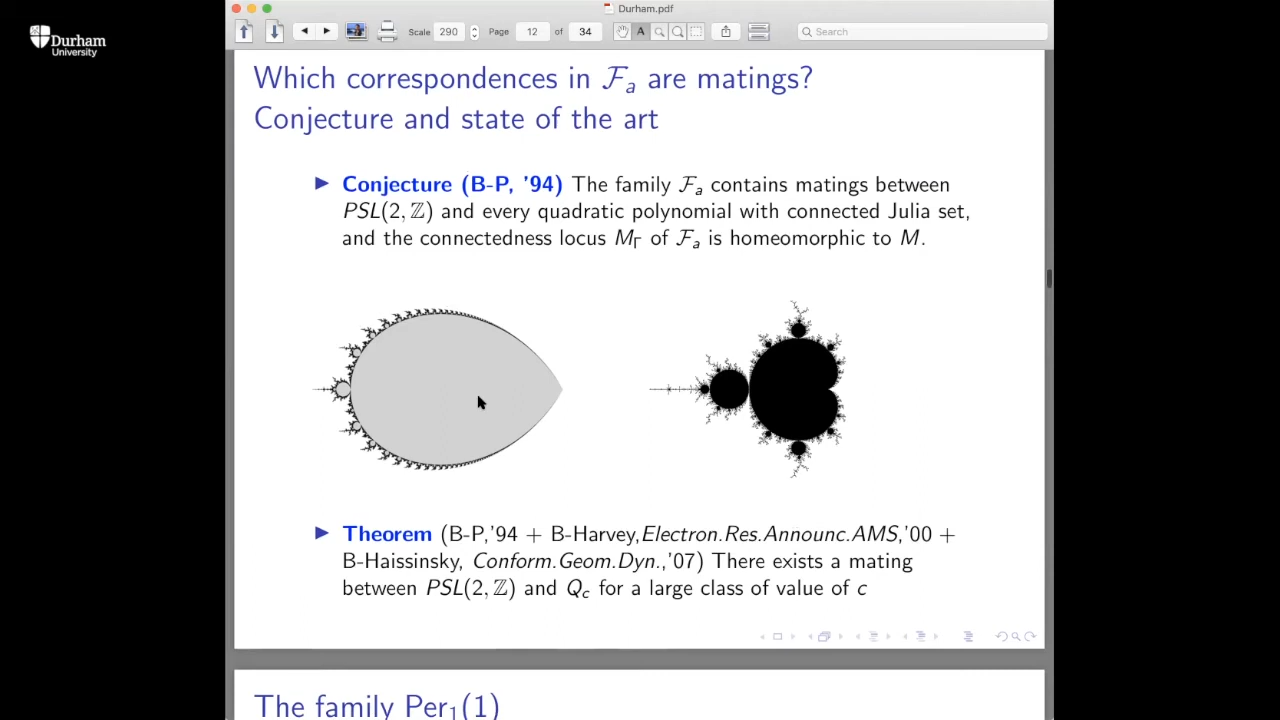 Durham.pdf
Durham
University
Scale 290 Page 12 of 34 A Search
Which correspondences in ℱₐ are matings?
Conjecture and state of the art
▶ Conjecture (B-P, '94) The family ℱₐ contains matings between
PSL(2, ℤ) and every quadratic polynomial with connected Julia set,
and the connectedness locus M_Γ of ℱₐ is homeomorphic to M.
▶ Theorem (B-P,'94 + B-Harvey,Electron.Res.Announc.AMS,'00 +
B-Haissinsky, Conform.Geom.Dyn.,'07) There exists a mating
between PSL(2, ℤ) and Q_c for a large class of value of c
The family Per₁(1)